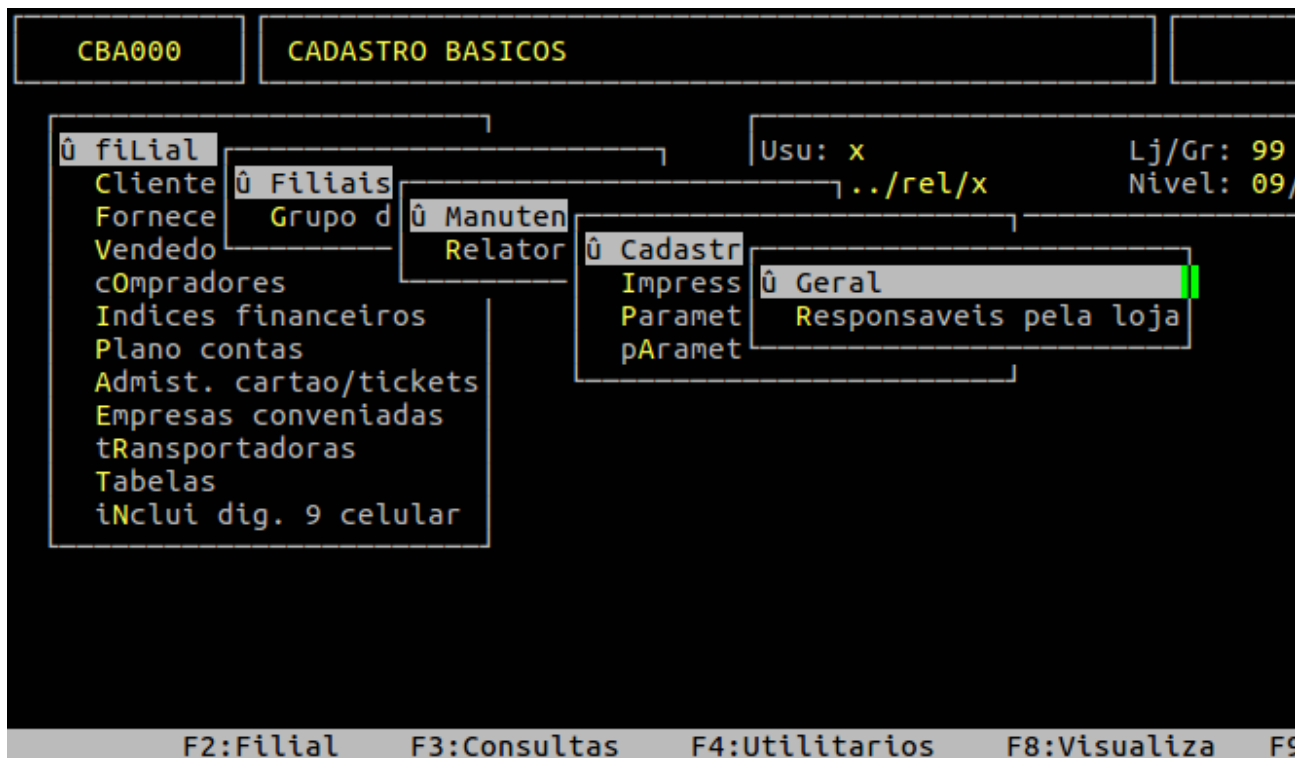 CBA000 CADASTRO BASICOS
û fiLial Usu: x Lj/Gr: 99
Cliente û Filiais ../rel/x Nivel: 09/
Fornece Grupo d û Manuten
Vendedo Relator û Cadastr
cOmpradores Impress û Geral
Indices financeiros Paramet Responsaveis pela loja
Plano contas pAramet
Admist. cartao/tickets
Empresas conveniadas
tRansportadoras
Tabelas
iNclui dig. 9 celular
F2:Filial F3:Consultas F4:Utilitarios F8:Visualiza F9